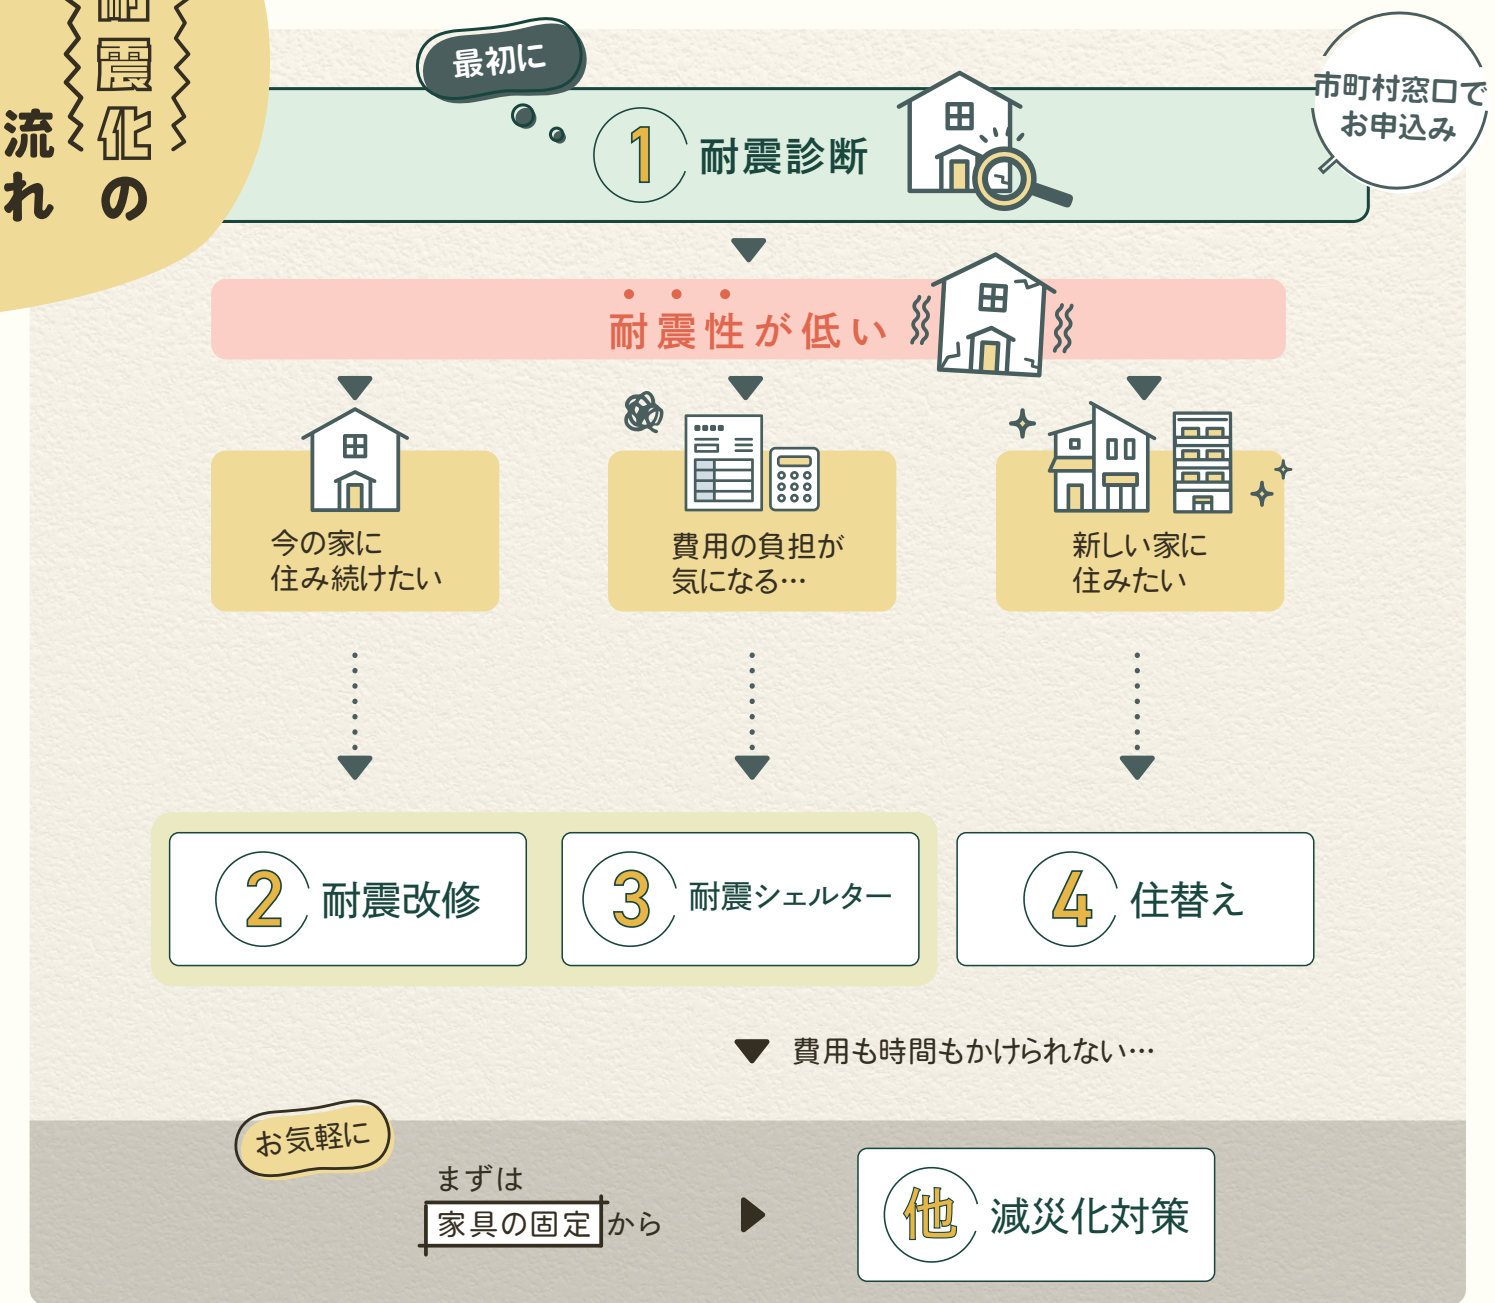 耐震化の
流れ
最初に
市町村窓口で
お申込み
1 耐震診断
耐震性が低い
今の家に
住み続けたい
費用の負担が
気になる…
新しい家に
住みたい
2 耐震改修
3 耐震シェルター
4 住替え
費用も時間もかけられない…
お気軽に
まずは
家具の固定から
他 減災化対策